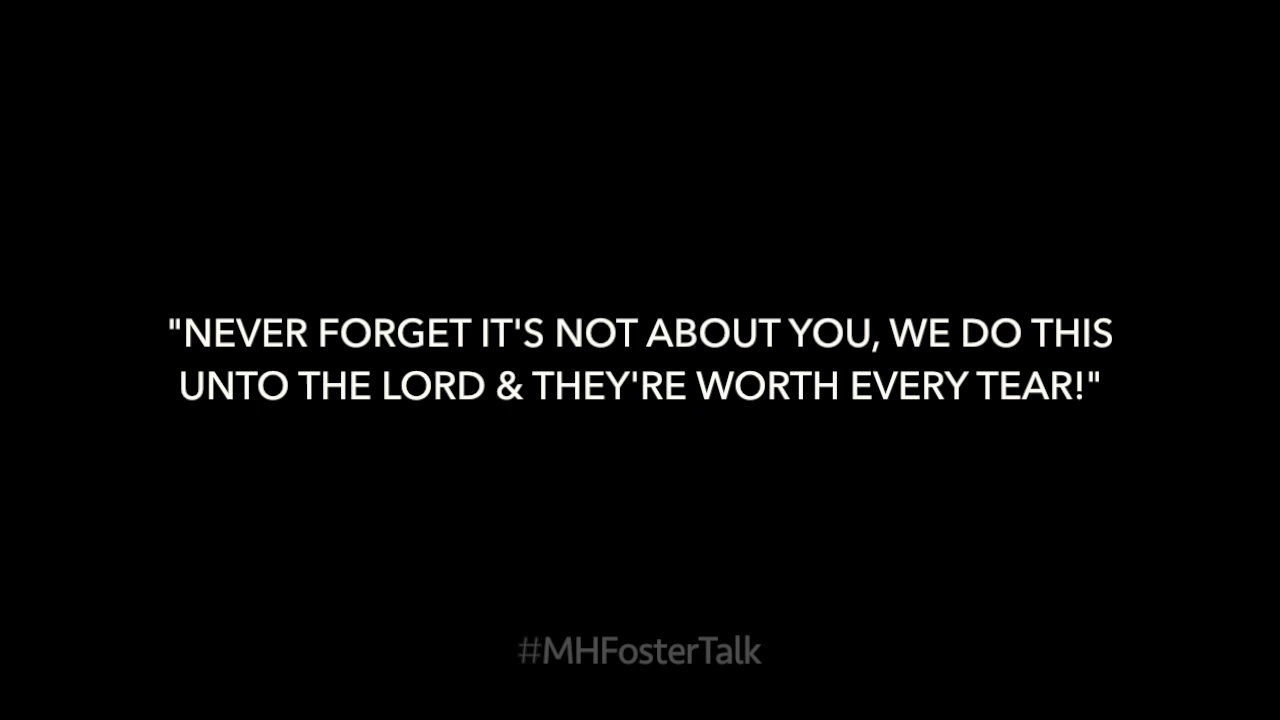 "NEVER FORGET IT'S NOT ABOUT YOU, WE DO THIS
UNTO THE LORD & THEY'RE WORTH EVERY TEAR!"
#MHFosterTalk